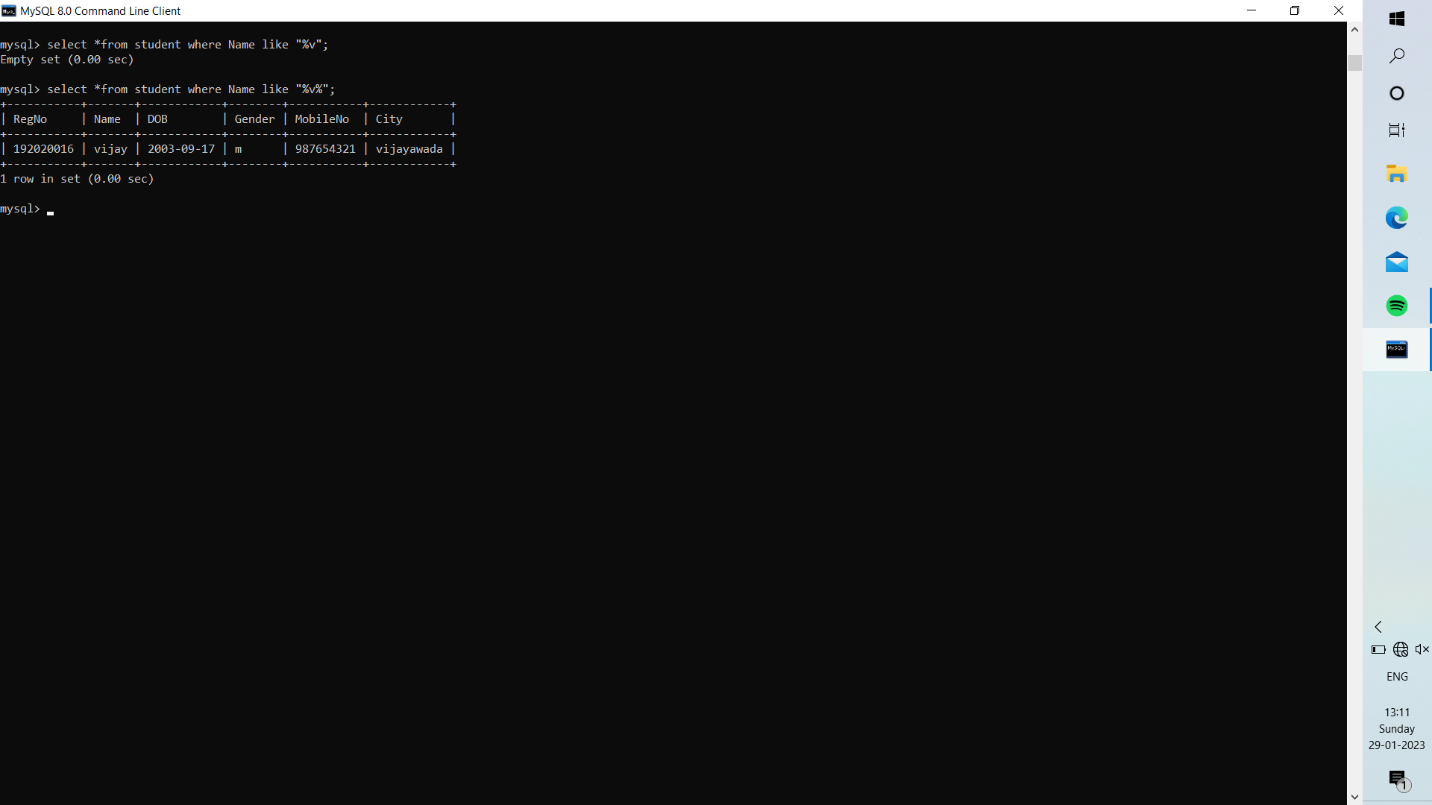 MySQL 8.0 Command Line Client
mysql> select *from student where Name like "%v";
Empty set (0.00 sec)
mysql> select *from student where Name like "%v%";
+-----------+-------+------------+--------+-----------+------------+
| RegNo     | Name  | DOB        | Gender | MobileNo  | City       |
+-----------+-------+------------+--------+-----------+------------+
| 192020016 | vijay | 2003-09-17 | m      | 987654321 | vijayawada |
+-----------+-------+------------+--------+-----------+------------+
1 row in set (0.00 sec)
mysql>
ENG
13:11
Sunday
29-01-2023
1